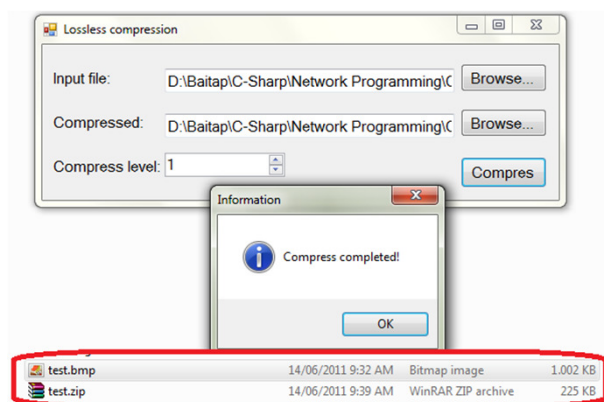 Lossless compression
Input file: D:\Baitap\C-Sharp\Network Programming\C Browse...
Compressed: D:\Baitap\C-Sharp\Network Programming\C Browse...
Compress level: 1 Compres
Information
Compress completed!
OK
test.bmp 14/06/2011 9:32 AM Bitmap image 1.002 KB
test.zip 14/06/2011 9:39 AM WinRAR ZIP archive 225 KB